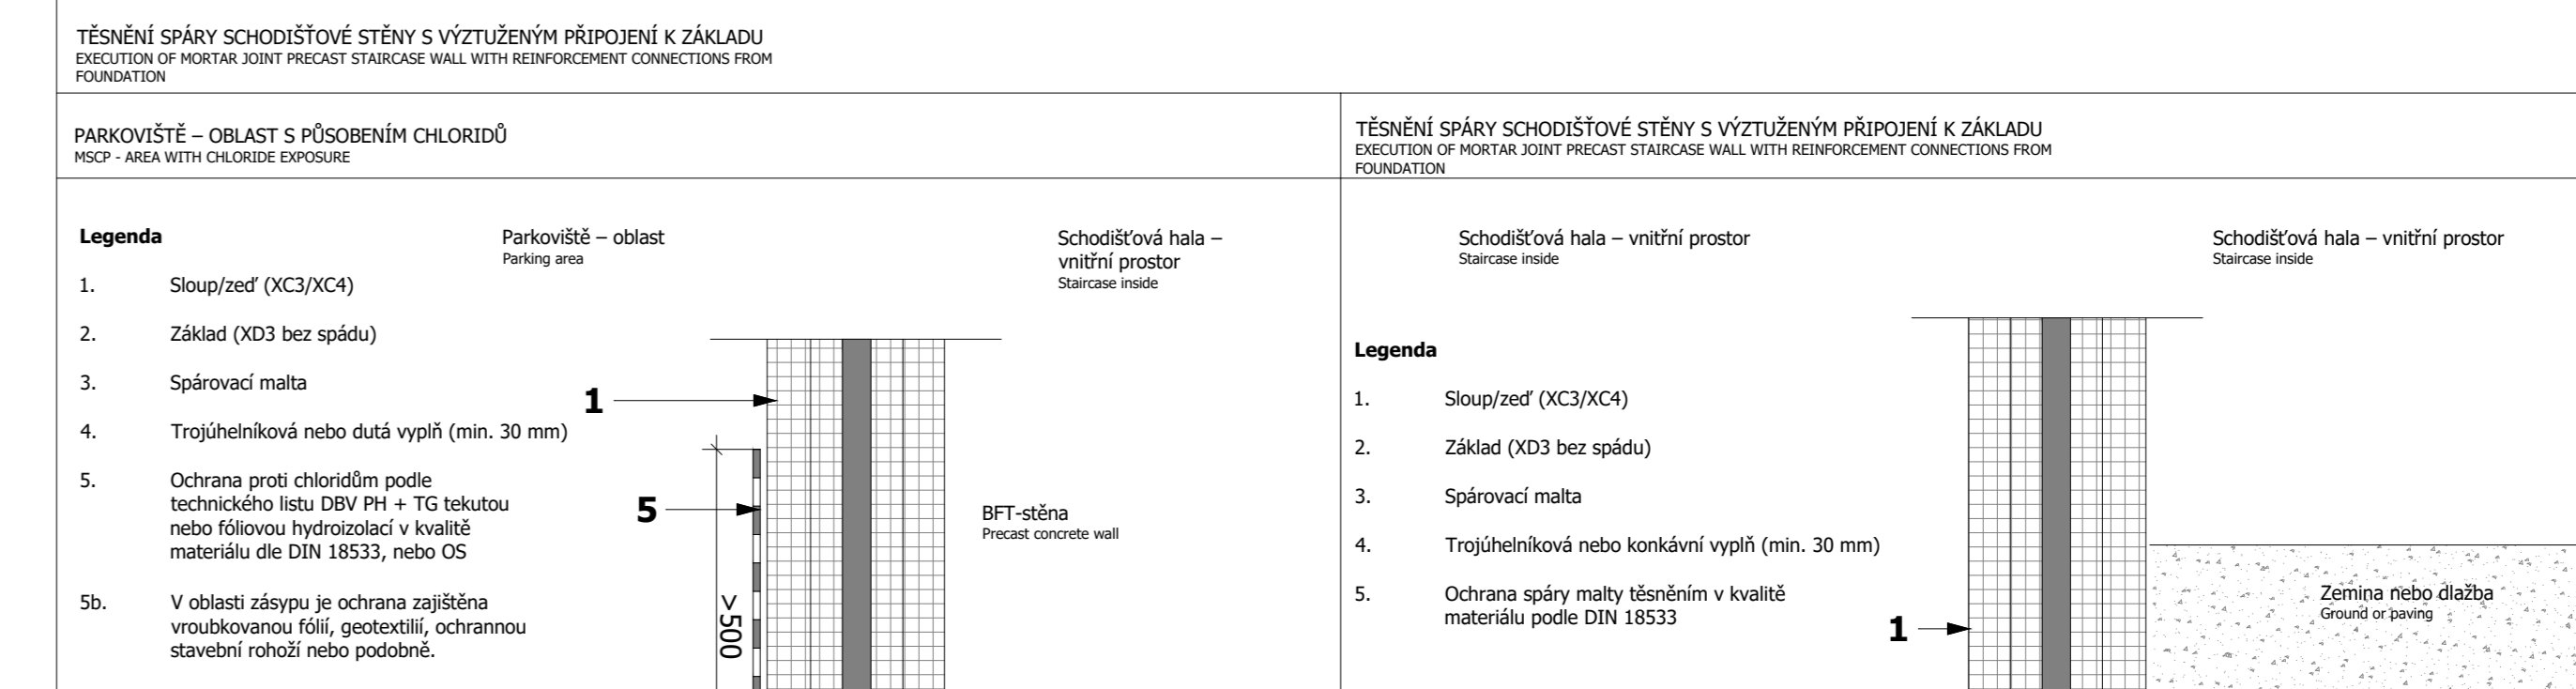 TĚSNĚNÍ SPÁRY SCHODIŠŤOVÉ STĚNY S VÝZTUŽENÝM PŘIPOJENÍ K ZÁKLADU
EXECUTION OF MORTAR JOINT PRECAST STAIRCASE WALL WITH REINFORCEMENT CONNECTIONS FROM
FOUNDATION
PARKOVIŠTĚ – OBLAST S PŮSOBENÍM CHLORIDŮ
MSCP - AREA WITH CHLORIDE EXPOSURE
Legenda
Parkoviště – oblast
Parking area
Schodišťová hala –
vnitřní prostor
Staircase inside
1. Sloup/zeď (XC3/XC4)
2. Základ (XD3 bez spádu)
3. Spárovací malta
4. Trojúhelníková nebo dutá vyplň (min. 30 mm)
5. Ochrana proti chloridům podle
technického listu DBV PH + TG tekutou
nebo fóliovou hydroizolací v kvalitě
materiálu dle DIN 18533, nebo OS
5b. V oblasti zásypu je ochrana zajištěna
vroubkovanou fólií, geotextilií, ochrannou
stavební rohoží nebo podobně.
1
5
>500
BFT-stěna
Precast concrete wall
TĚSNĚNÍ SPÁRY SCHODIŠŤOVÉ STĚNY S VÝZTUŽENÝM PŘIPOJENÍ K ZÁKLADU
EXECUTION OF MORTAR JOINT PRECAST STAIRCASE WALL WITH REINFORCEMENT CONNECTIONS FROM
FOUNDATION
Schodišťová hala – vnitřní prostor
Staircase inside
Schodišťová hala – vnitřní prostor
Staircase inside
Legenda
1. Sloup/zeď (XC3/XC4)
2. Základ (XD3 bez spádu)
3. Spárovací malta
4. Trojúhelníková nebo konkávní vyplň (min. 30 mm)
5. Ochrana spáry malty těsněním v kvalitě
materiálu podle DIN 18533
1
Zemina nebo dlažba
Ground or paving